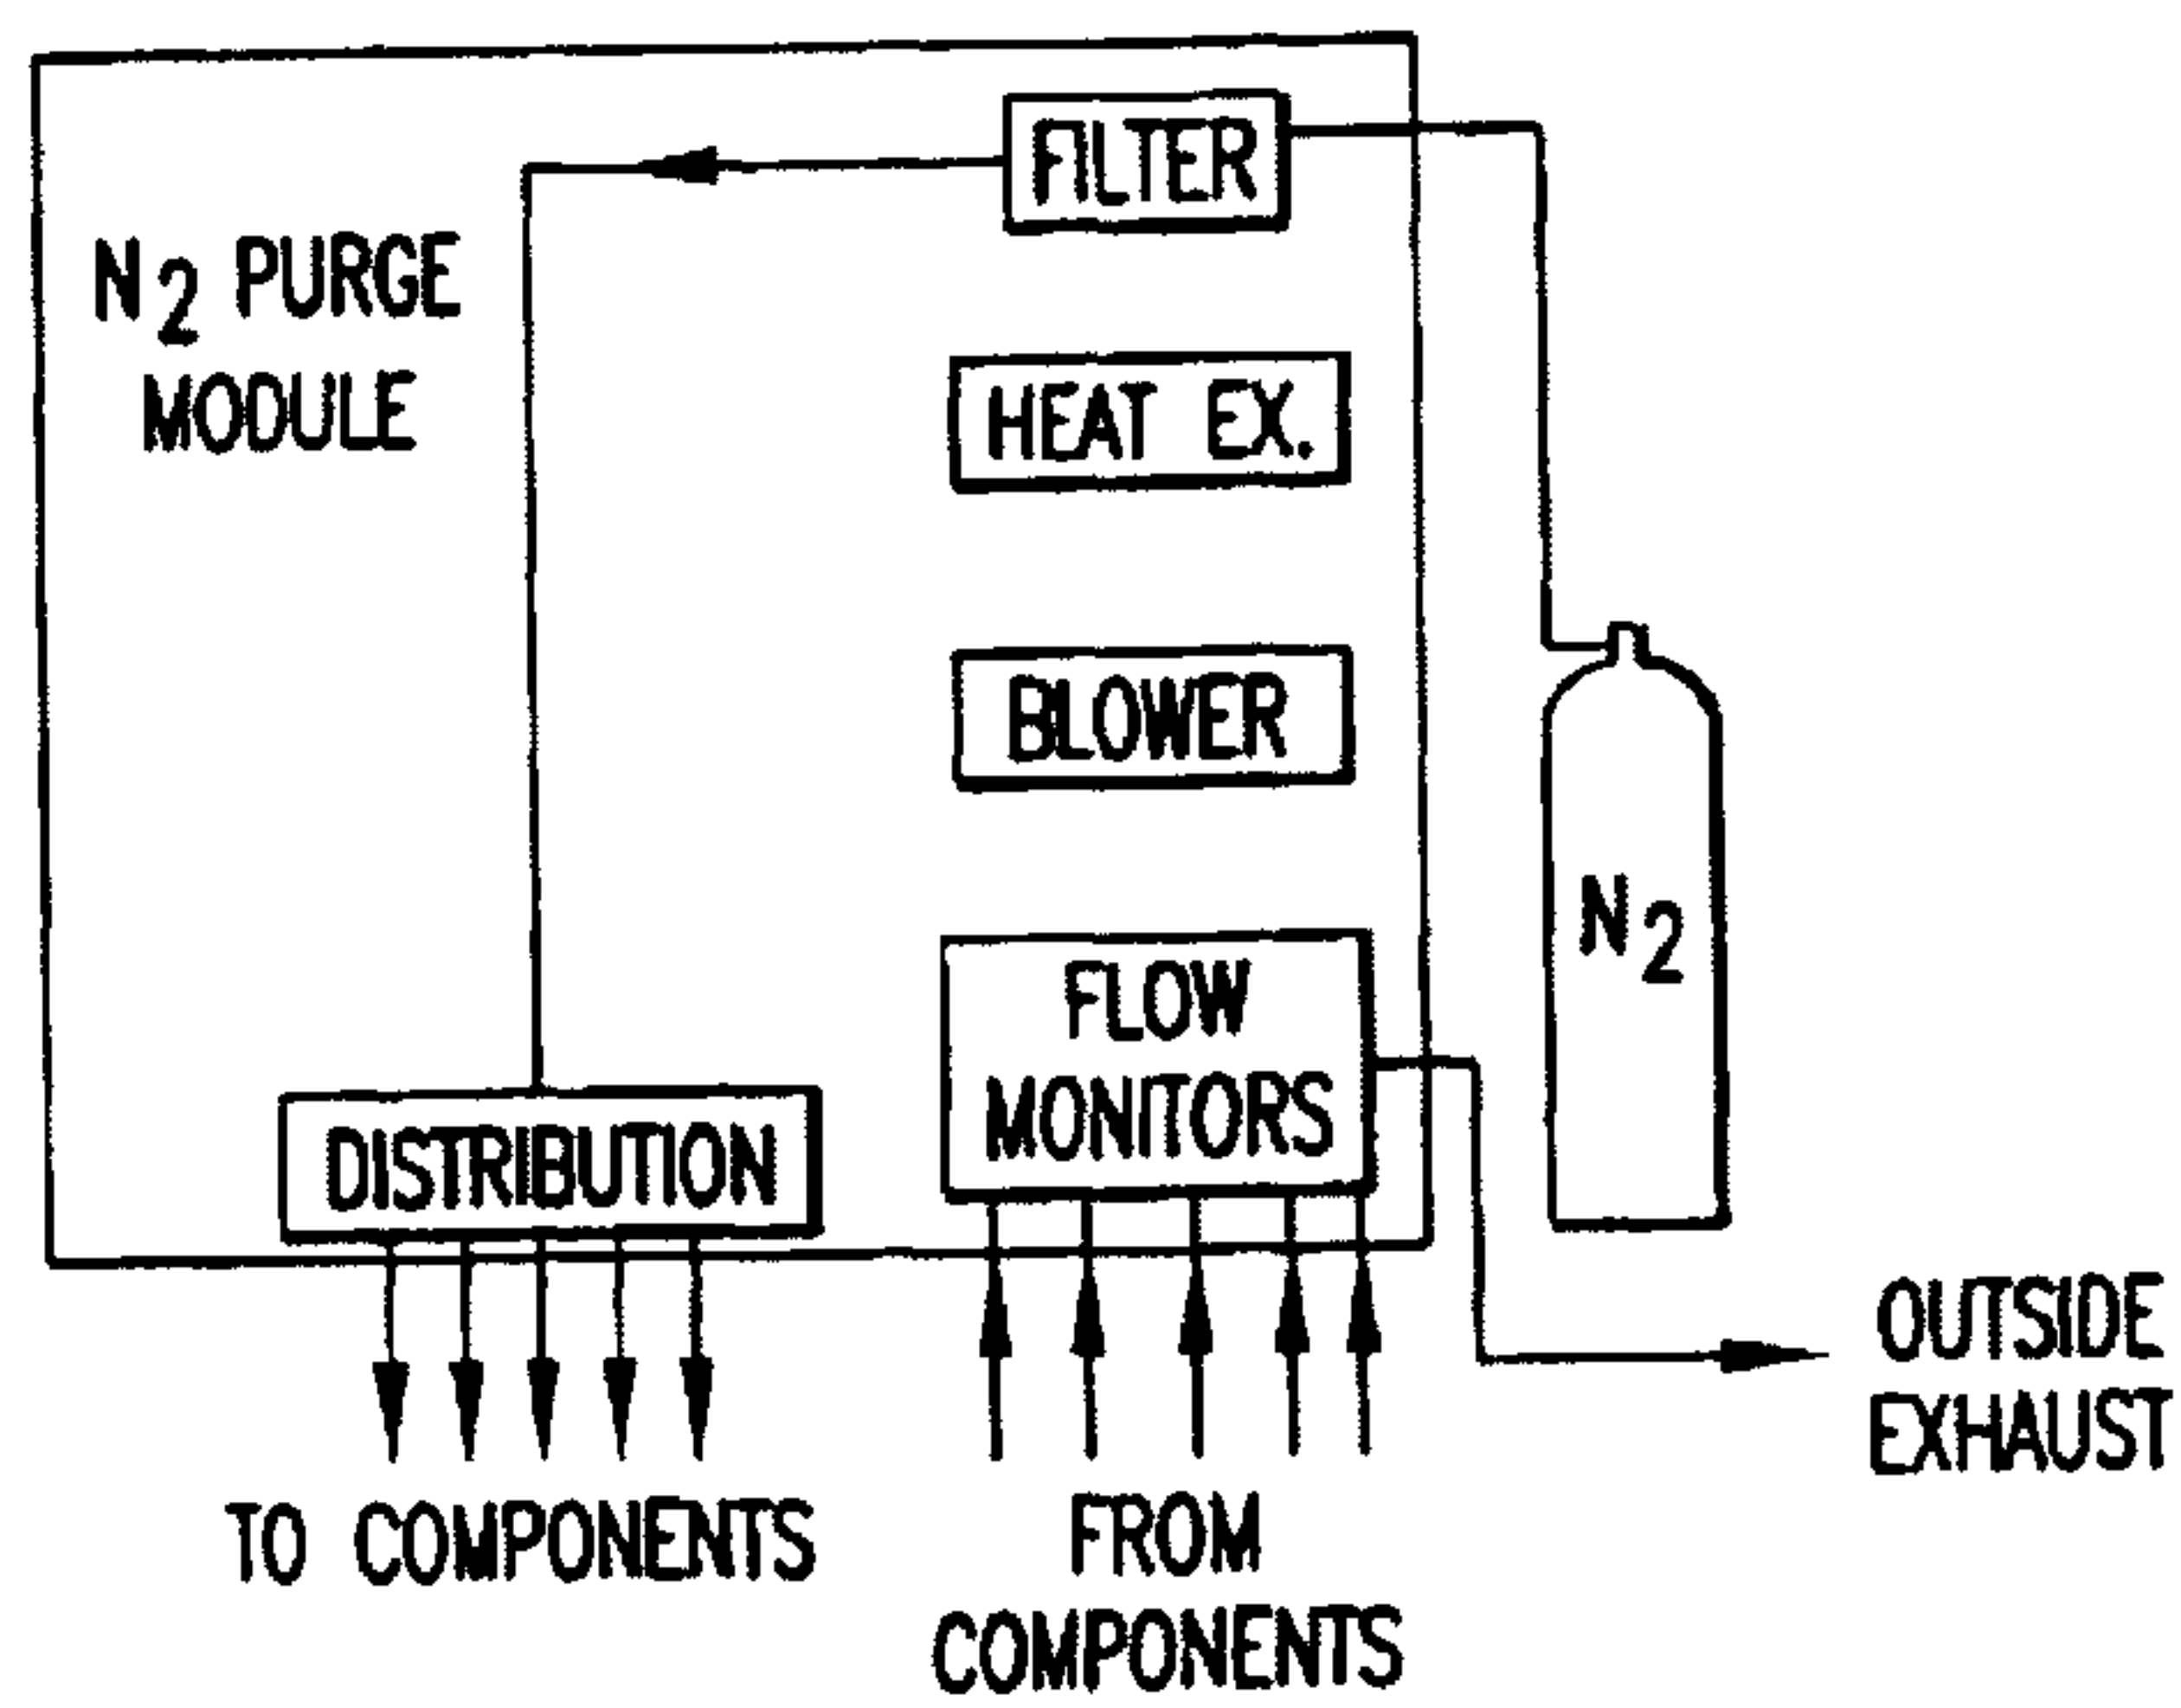 FILTER
N2 PURGE
MODULE
HEAT EX.
BLOWER
N2
FLOW
MONITORS
DISTRIBUTION
OUTSIDE
EXHAUST
TO COMPONENTS
FROM
COMPONENTS